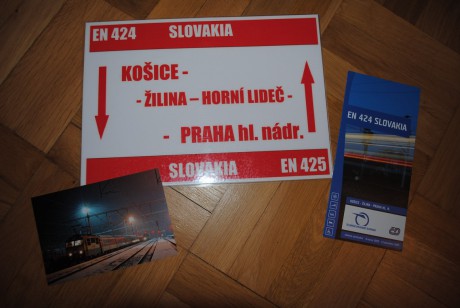 EN 424 SLOVAKIA
KOŠICE -
- ŽILINA – HORNÍ LIDEČ -
- PRAHA hl. nádr.
SLOVAKIA EN 425
EN 424 SLOVAKIA